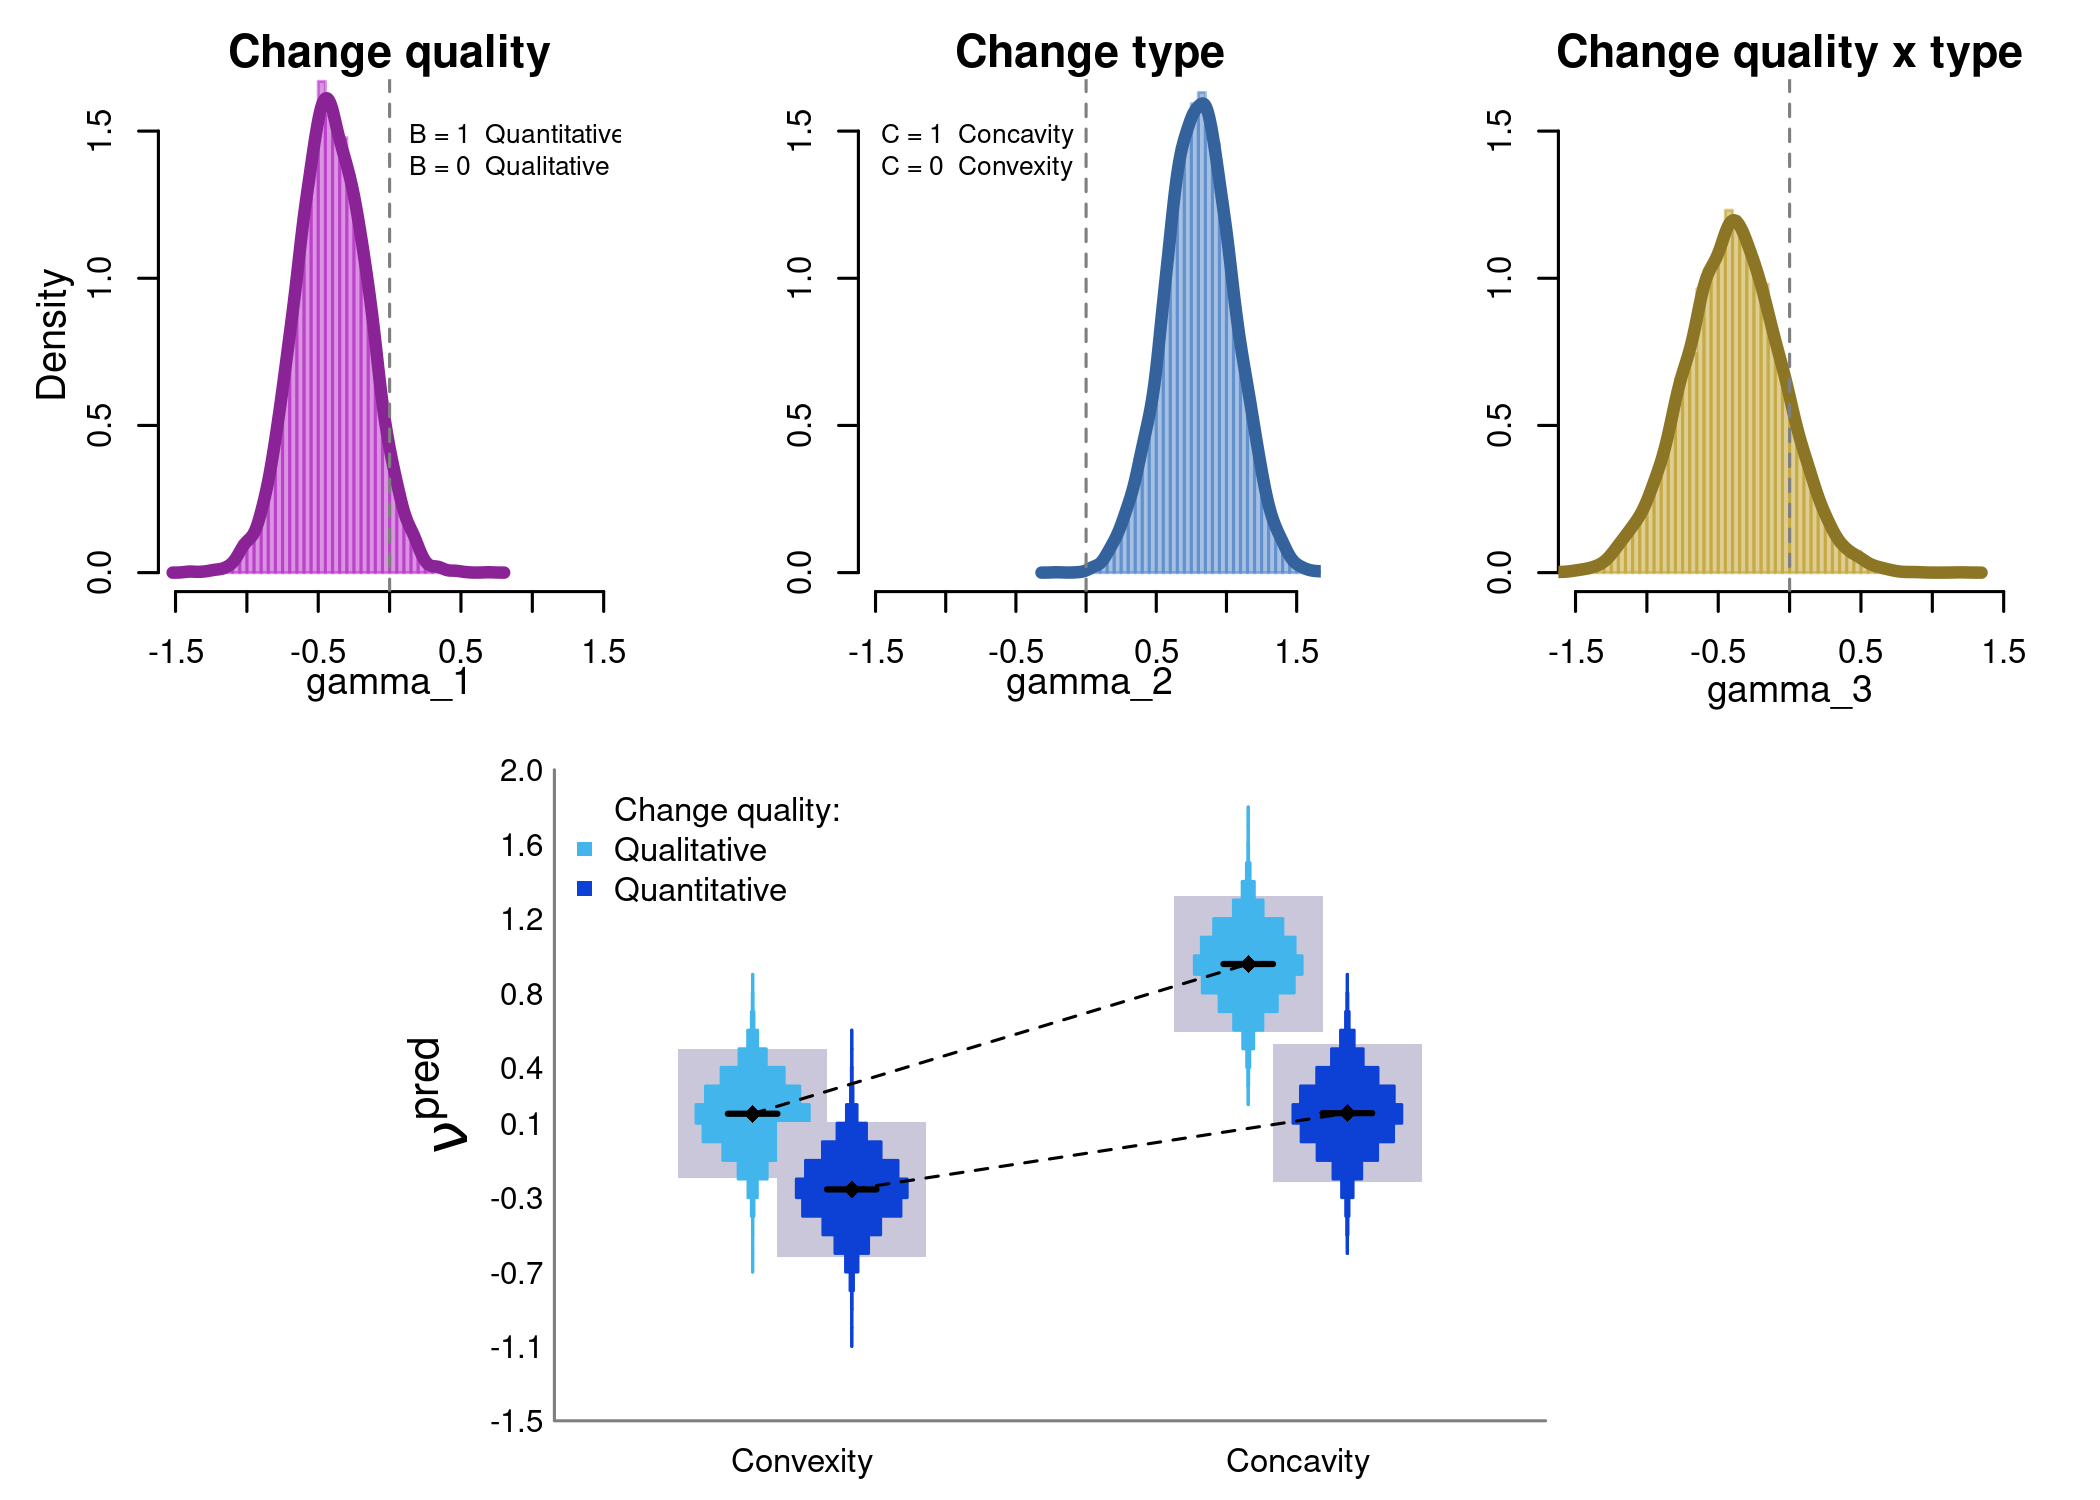 Change quality
Change type
Change quality x type
Density
0.0
0.5
1.0
1.5
B = 1 Quantitative
B = 0 Qualitative
-1.5
-0.5
0.5
1.5
gamma_1
0.0
0.5
1.0
1.5
C = 1 Concavity
C = 0 Convexity
-1.5
-0.5
0.5
1.5
gamma_2
0.0
0.5
1.0
1.5
-1.5
-0.5
0.5
1.5
gamma_3
νpred
2.0
1.6
1.2
0.8
0.4
0.1
-0.3
-0.7
-1.1
-1.5
Change quality:
Qualitative
Quantitative
Convexity
Concavity